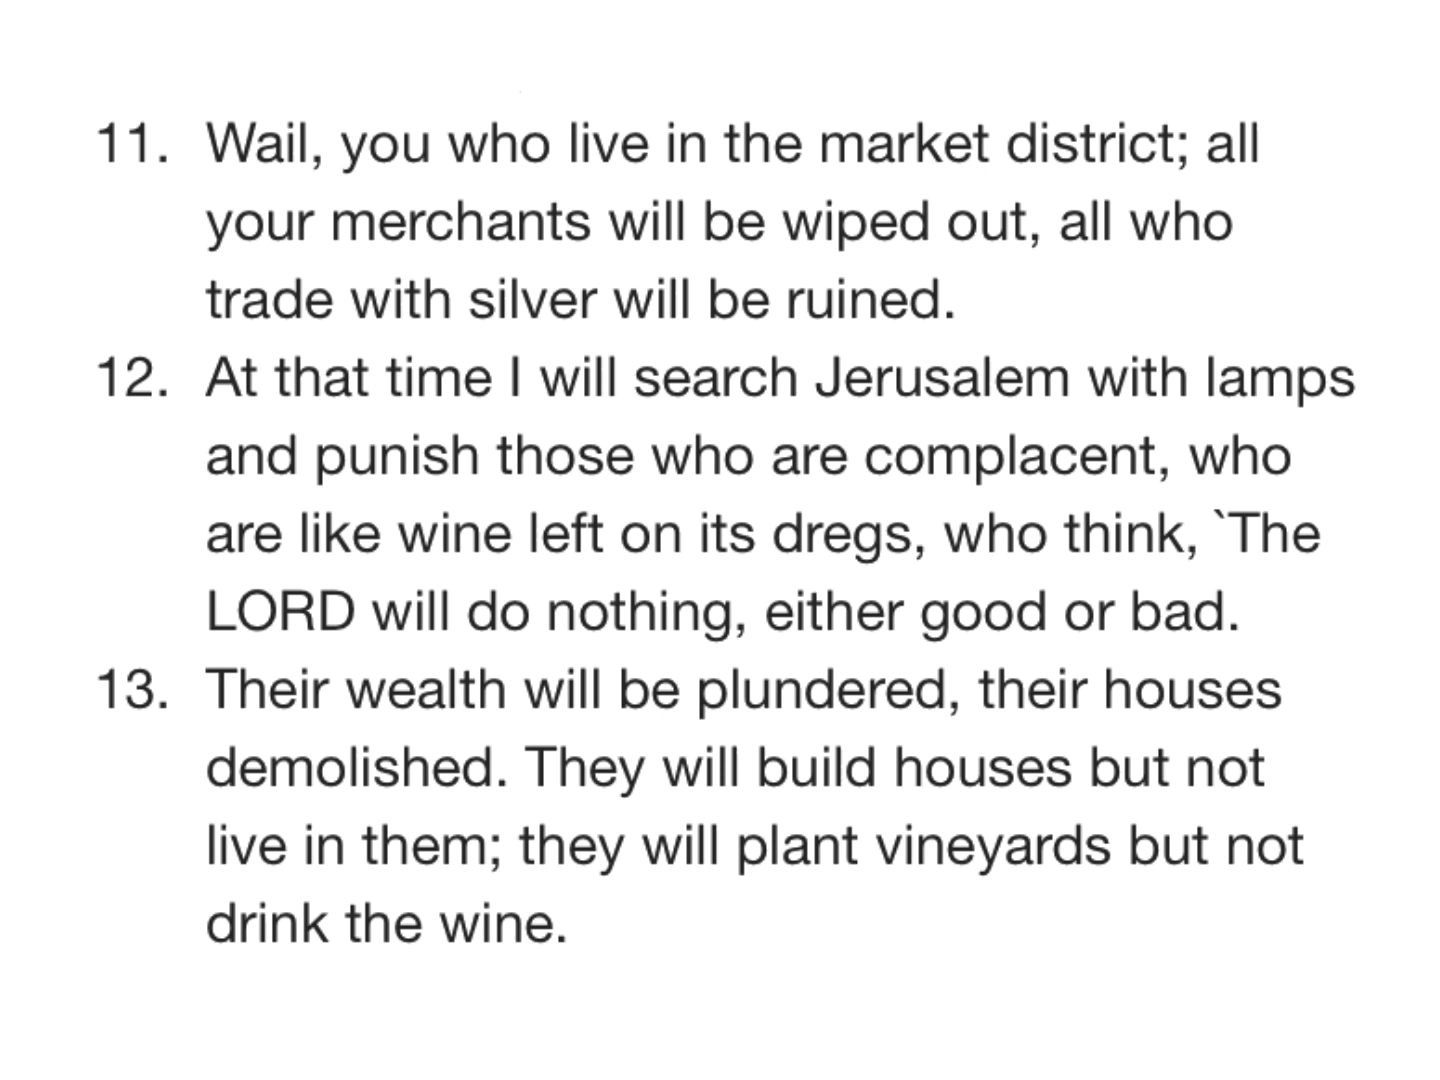 11. Wail, you who live in the market district; all
your merchants will be wiped out, all who
trade with silver will be ruined.
12. At that time I will search Jerusalem with lamps
and punish those who are complacent, who
are like wine left on its dregs, who think, `The
LORD will do nothing, either good or bad.
13. Their wealth will be plundered, their houses
demolished. They will build houses but not
live in them; they will plant vineyards but not
drink the wine.